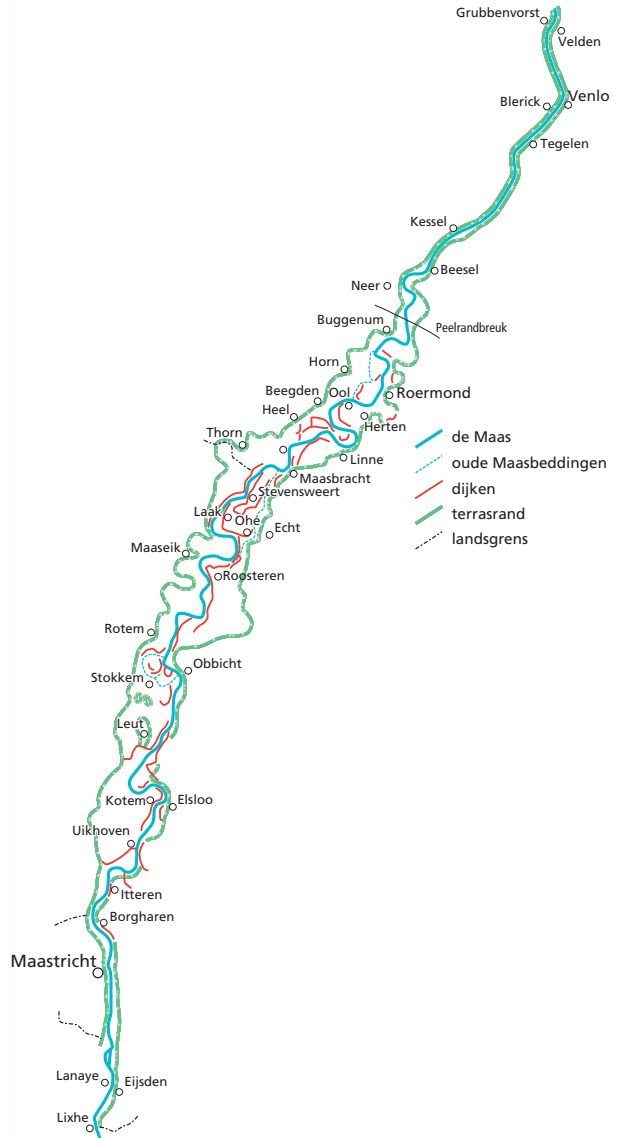 Grubbenvorst
Velden
Blerick
Venlo
Tegelen
Kessel
Beesel
Neer
Peelrandbreuk
Buggenum
Horn
Roermond
Beegden
Ool
Heel
Herten
Thorn
Linne
Maasbracht
Stevensweert
Laak
Ohé
Echt
Maaseik
Roosteren
Rotem
Obbicht
Stokkem
Leut
Kotem
Elsloo
Uikhoven
Itteren
Borgharen
Maastricht
Lanaye
Eijsden
Lixhe
de Maas
oude Maasbeddingen
dijken
terrasrand
landsgrens